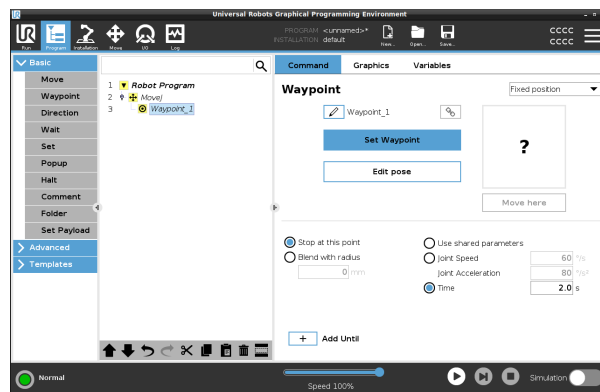 Universal Robots Graphical Programming Environment
UR
Run
Program
Installation
Move
I/O
Log
PROGRAM <unnamed>*
INSTALLATION default
New...
Open...
Save...
CCCC
CCCC
Basic
Move
Waypoint
Direction
Wait
Set
Popup
Halt
Comment
Folder
Set Payload
Advanced
Templates
1 Robot Program
2 MoveJ
3 Waypoint_1
Command Graphics Variables
Waypoint
Fixed position
Waypoint_1
Set Waypoint
Edit pose
?
Move here
Stop at this point
Blend with radius
0 mm
Use shared parameters
Joint Speed 60 °/s
Joint Acceleration 80 °/s²
Time 2.0 s
+ Add Until
Normal
Speed 100%
Simulation